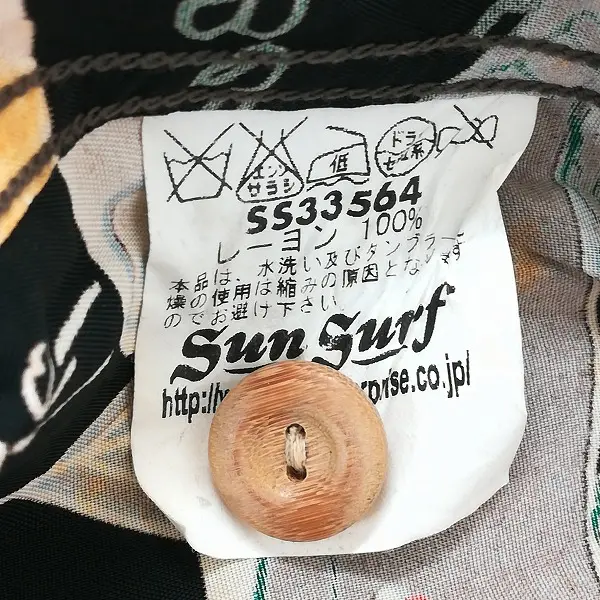 エンソ
サラシ
低
ドライ
セキユ系
SS33564
レーヨン 100%
本品は、水洗い及びタンブラー乾
燥の使用は縮みの原因となります
のでお避け下さい。
Sun Surf
http://
rprise.co.jp/